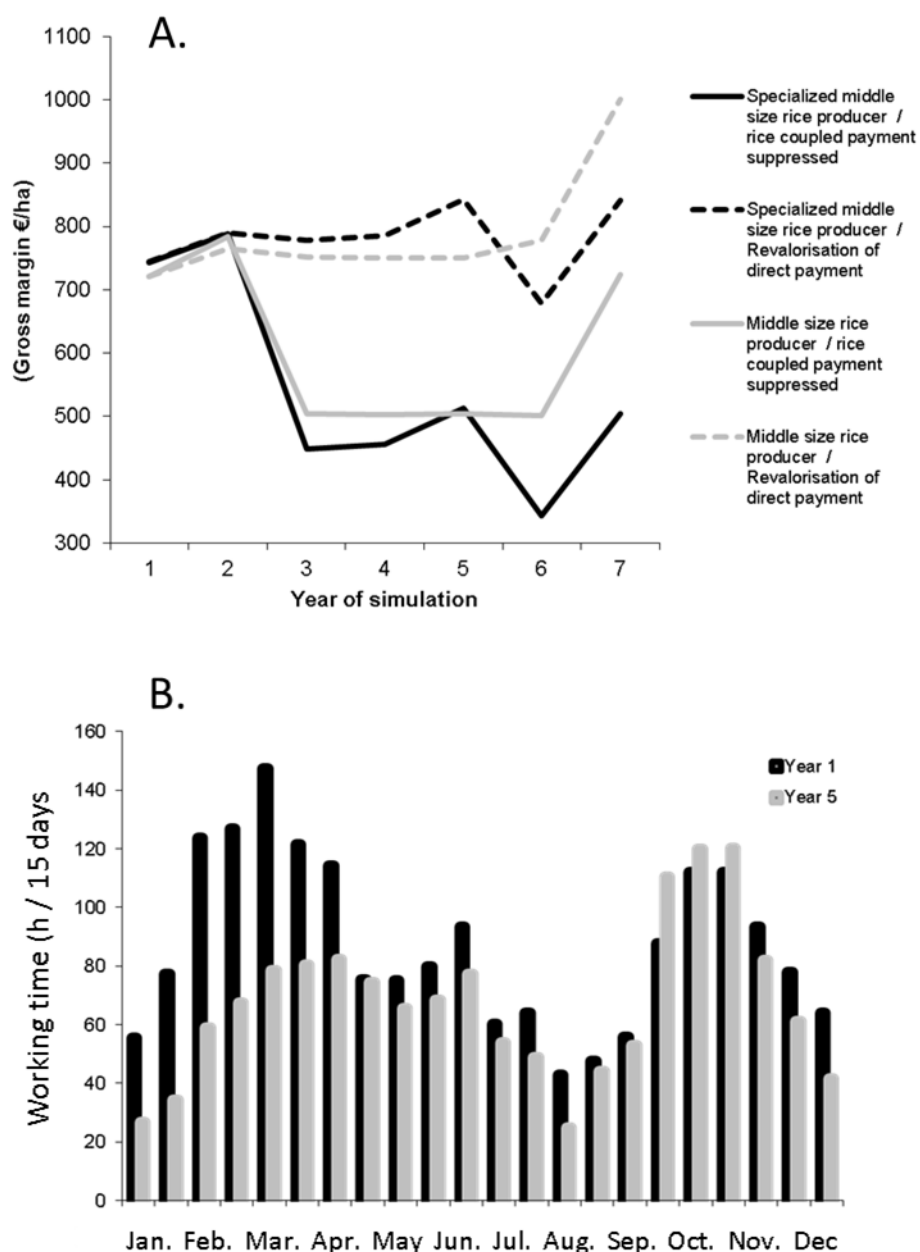 A.
(Gross margin €/ha)
1100
1000
900
800
700
600
500
400
300
1 2 3 4 5 6 7
Year of simulation
Specialized middle
size rice producer /
rice coupled payment
suppressed
Specialized middle
size rice producer /
Revalorisation of
direct payment
Middle size rice
producer / rice
coupled payment
suppressed
Middle size rice
producer /
Revalorisation of
direct payment
B.
Working time (h / 15 days
160
140
120
100
80
60
40
20
0
Year 1
Year 5
Jan. Feb. Mar. Apr. May Jun. Jul. Aug. Sep. Oct. Nov. Dec